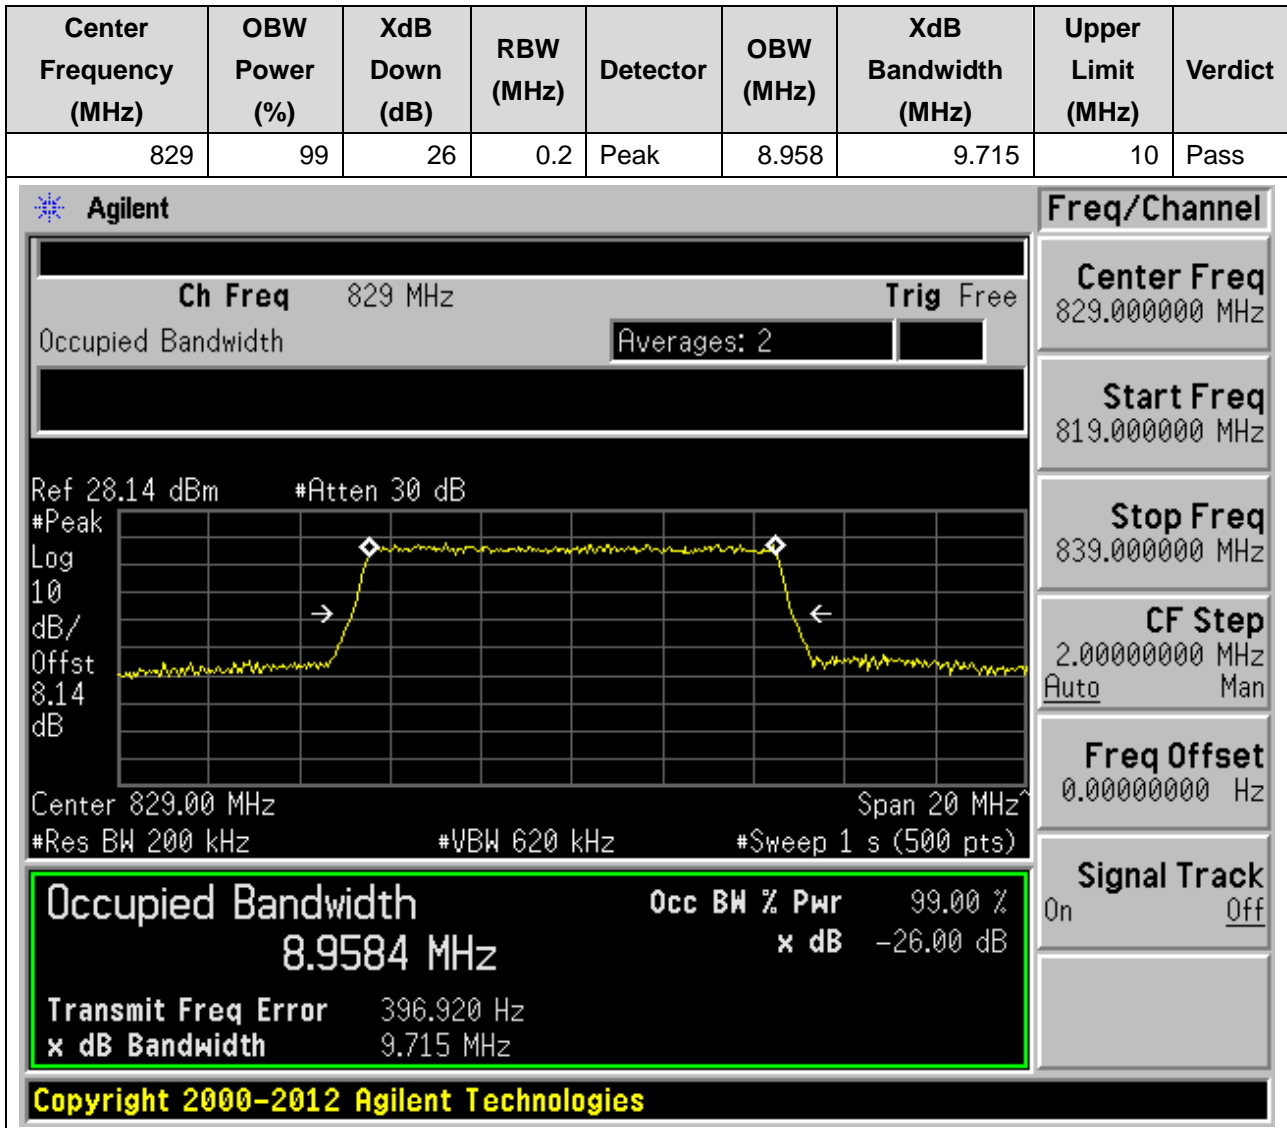 Center Frequency (MHz) OBW Power (%) XdB Down (dB) RBW (MHz) Detector OBW (MHz) XdB Bandwidth (MHz) Upper Limit (MHz) Verdict
829 99 26 0.2 Peak 8.958 9.715 10 Pass
Agilent
Ch Freq 829 MHz Trig Free
Occupied Bandwidth Averages: 2
Ref 28.14 dBm #Atten 30 dB
#Peak
Log
10
dB/
Offst
8.14
dB
Center 829.00 MHz Span 20 MHz^
#Res BW 200 kHz #VBW 620 kHz #Sweep 1 s (500 pts)
Occupied Bandwidth Occ BW % Pwr 99.00 %
8.9584 MHz x dB -26.00 dB
Transmit Freq Error 396.920 Hz
x dB Bandwidth 9.715 MHz
Copyright 2000-2012 Agilent Technologies
Freq/Channel
Center Freq
829.000000 MHz
Start Freq
819.000000 MHz
Stop Freq
839.000000 MHz
CF Step
2.00000000 MHz
Auto Man
Freq Offset
0.00000000 Hz
Signal Track
On Off